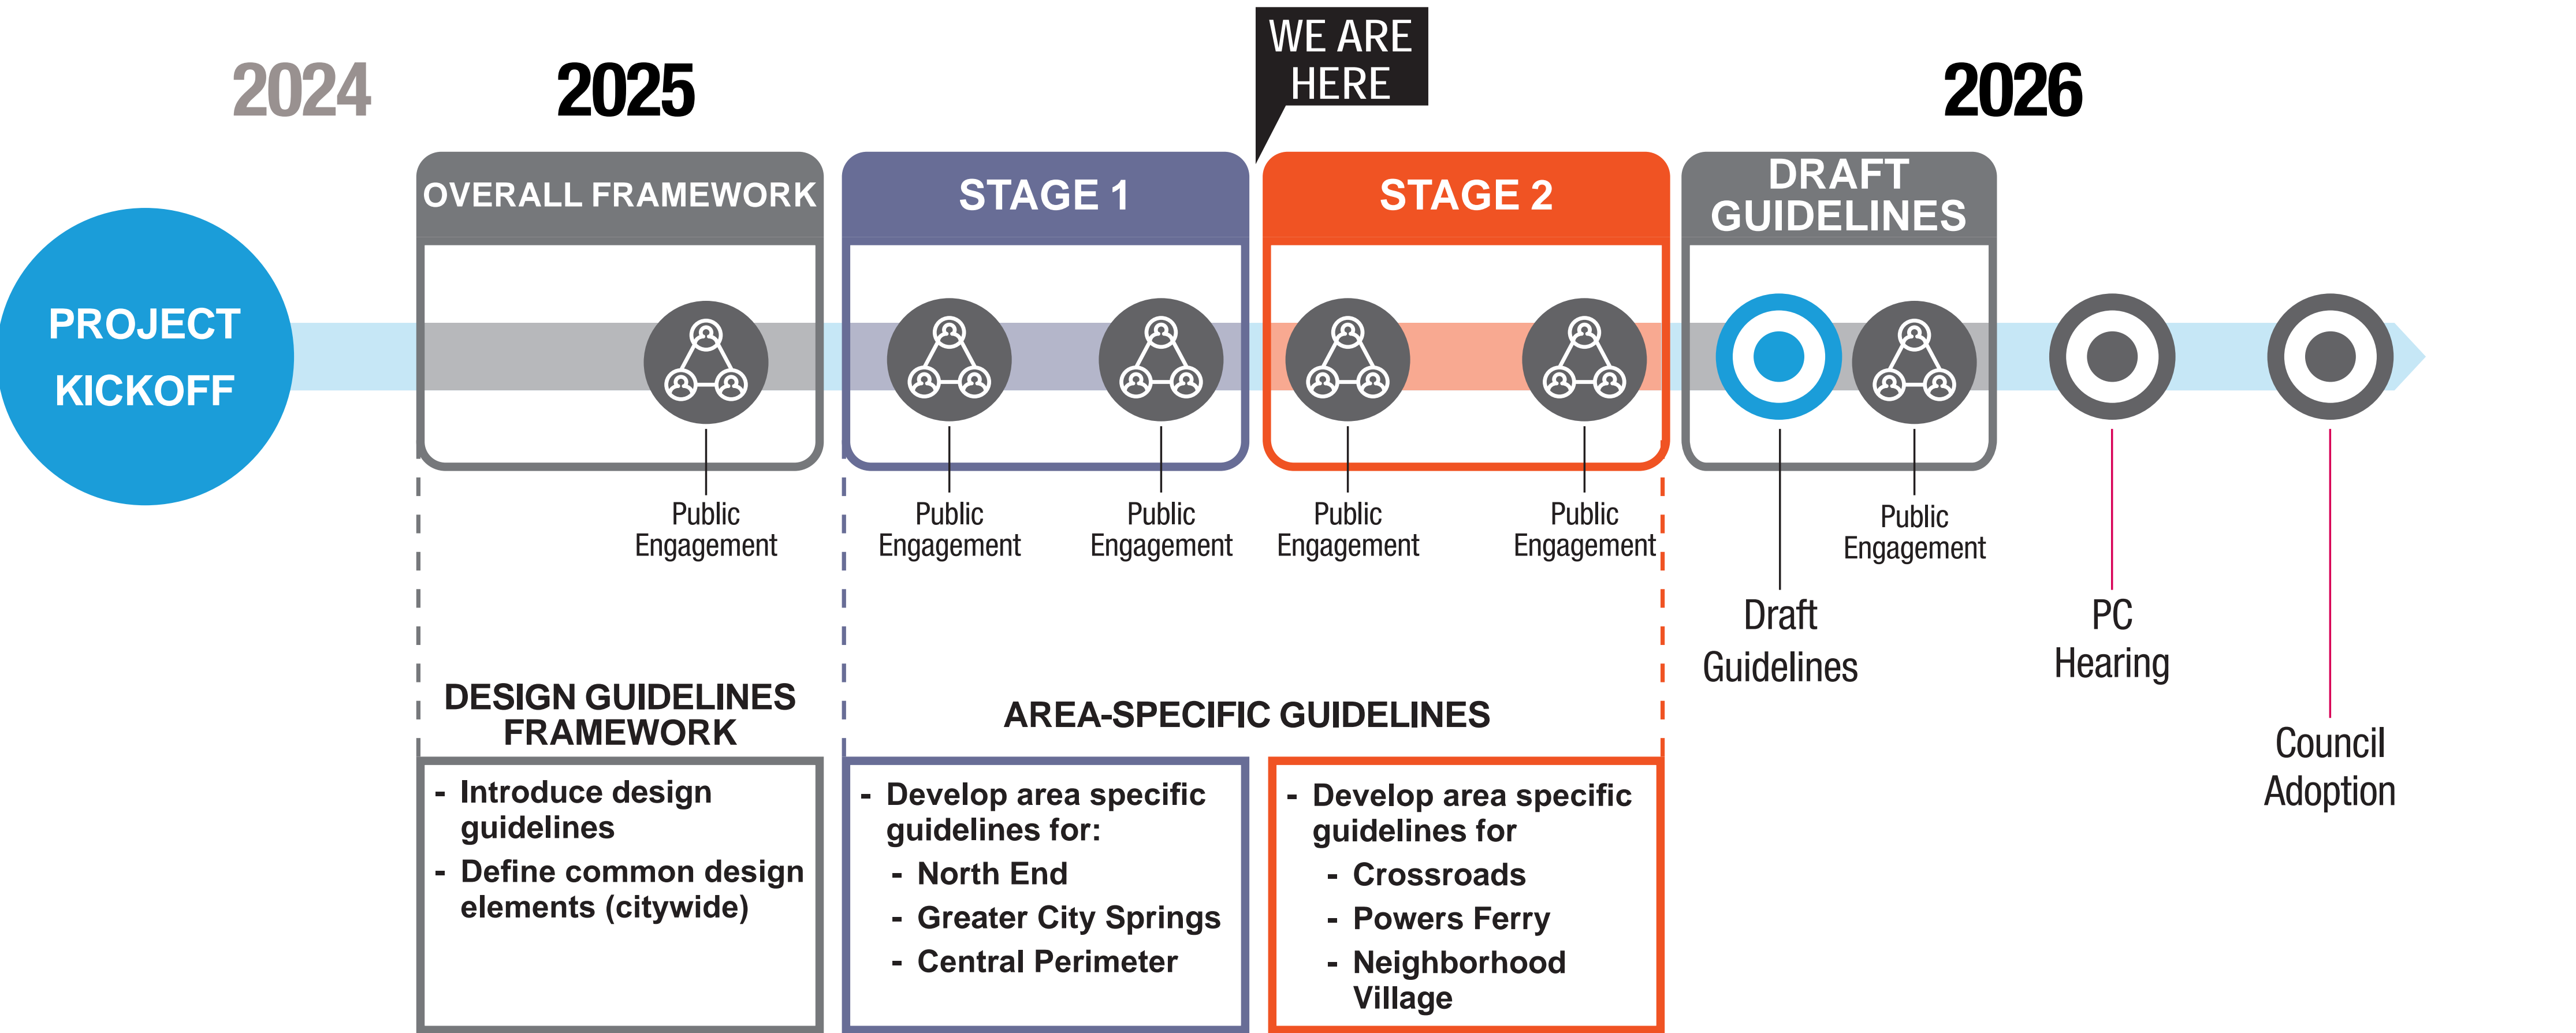 WE ARE
HERE
2024
2025
2026
PROJECT
KICKOFF
OVERALL FRAMEWORK
STAGE 1
STAGE 2
DRAFT
GUIDELINES
Public
Engagement
Public
Engagement
Public
Engagement
Public
Engagement
Public
Engagement
Public
Engagement
Draft
Guidelines
PC
Hearing
Council
Adoption
DESIGN GUIDELINES
FRAMEWORK
- Introduce design
guidelines
- Define common design
elements (citywide)
AREA-SPECIFIC GUIDELINES
- Develop area specific
guidelines for:
- North End
- Greater City Springs
- Central Perimeter
- Develop area specific
guidelines for
- Crossroads
- Powers Ferry
- Neighborhood
Village